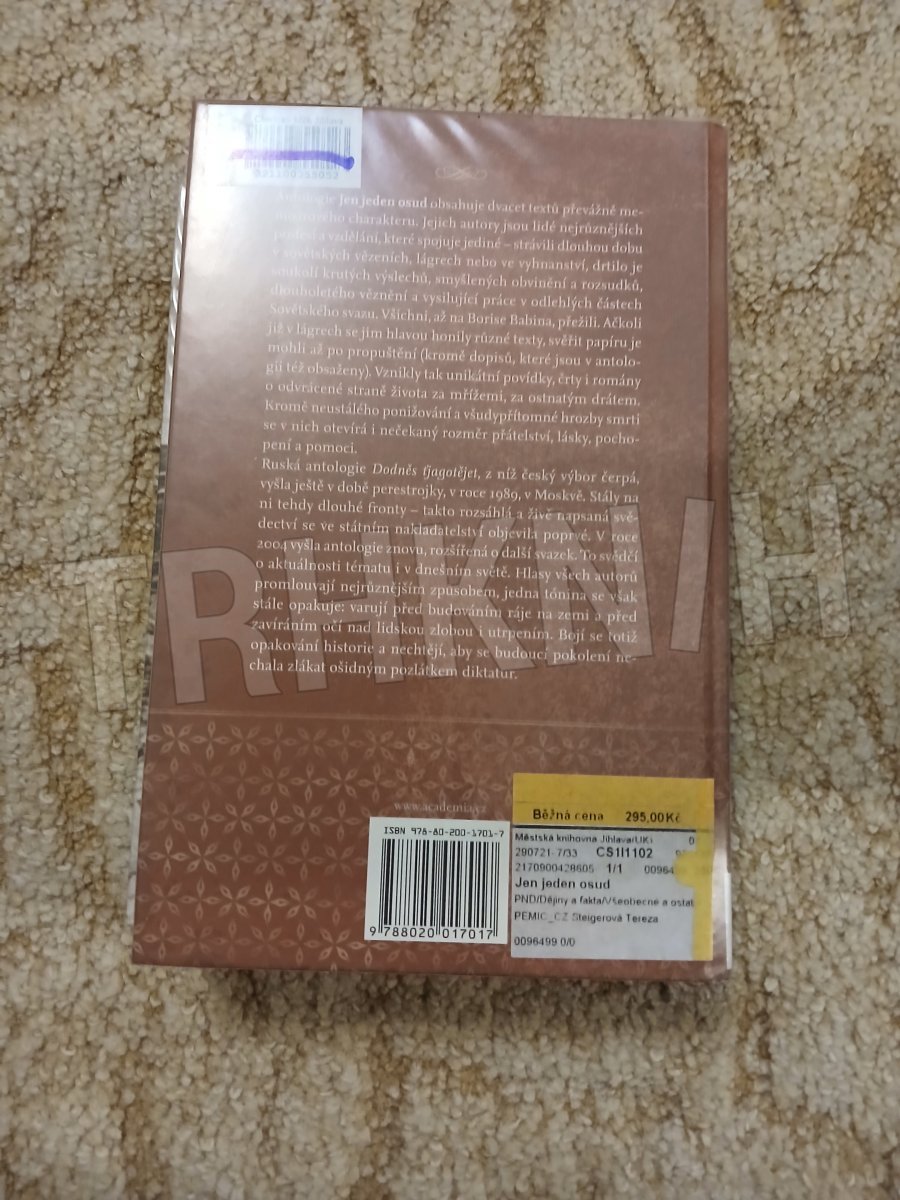 Jihlava
321100355052
Antologie Jen jeden osud obsahuje dvacet textů převážně me-
moárového charakteru. Jejich autory jsou lidé nejrůznějších
profesí a vzdělání, které spojuje jediné – strávili dlouhou dobu
v sovětských vězeních, lágrech nebo ve vyhnanství, drtilo je
soukolí krutých výslechů, smyšlených obvinění a rozsudků,
dlouholetého věznění a vysilující práce v odlehlých částech
Sovětského svazu. Všichni, až na Borise Babina, přežili. Ačkoli
již v lágrech se jim hlavou honily různé texty, svěřit papíru je
mohli až po propuštění (kromě dopisů, které jsou v antolo-
gii též obsaženy). Vznikly tak unikátní povídky, črty i romány
o odvrácené straně života za mřížemi, za ostnatým drátem.
Kromě neustálého ponižování a všudypřítomné hrozby smrti
se v nich otevírá i nečekaný rozměr přátelství, lásky, pocho-
pení a pomoci.
Ruská antologie Dodněs tjagotějet, z níž český výbor čerpá,
vyšla ještě v době perestrojky, v roce 1989, v Moskvě. Stály na
ni tehdy dlouhé fronty – takto rozsáhlá a živě napsaná svě-
dectví se ve státním nakladatelství objevila poprvé. V roce
2004 vyšla antologie znovu, rozšířená o další svazek. To svědčí
o aktuálnosti tématu i v dnešním světě. Hlasy všech autorů
promlouvají nejrůznějším způsobem, jedna tónina se však
stále opakuje: varují před budováním ráje na zemi a před
zavíráním očí nad lidskou zlobou i utrpením. Bojí se totiž
opakování historie a nechtějí, aby se budoucí pokolení ne-
chala zlákat ošidným pozlátkem diktatur.
TRHKNIH
www.academia.cz
ISBN 978-80-200-1701-7
9 788020 017017
Běžná cena 295,00Kč
Městská knihovna Jihlava(UK) 0
290721-7/33 CS1I1102
2170900428605 1/1 00964
Jen jeden osud
PND/Dějiny a fakta/Všeobecné a ostat
PEMIC_CZ Steigerová Tereza
0096499 0/0